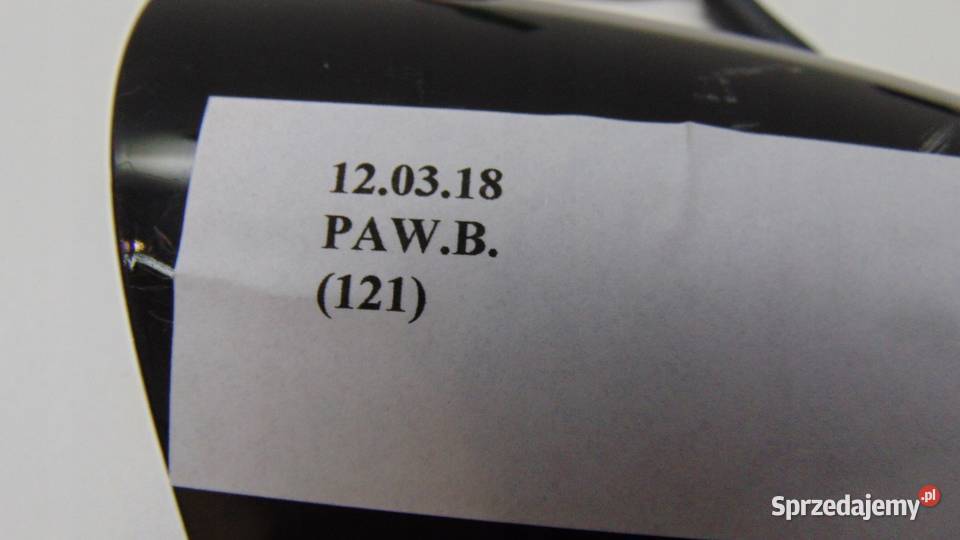 12.03.18
PAW.B.
(121)
Sprzedajemy.pl